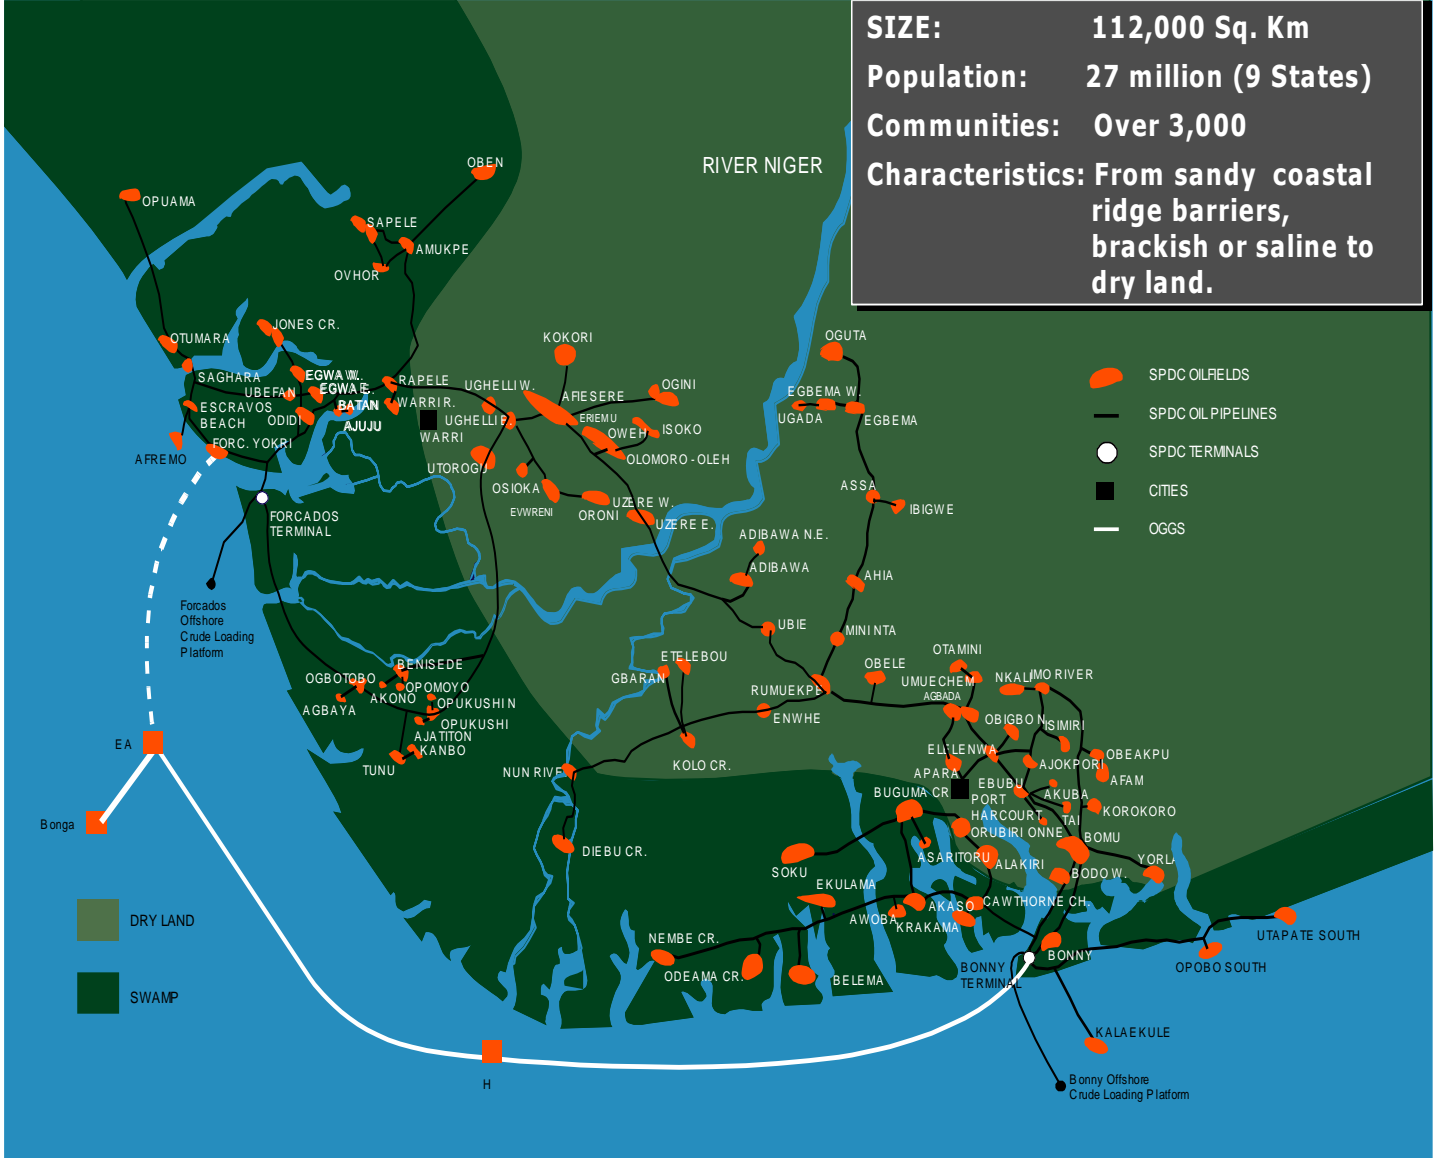 SIZE: 112,000 Sq. Km
Population: 27 million (9 States)
Communities: Over 3,000
Characteristics: From sandy coastal
ridge barriers,
brackish or saline to
dry land.
RIVER NIGER
OBEN
OPUAMA
SAPELE
AMUKPE
OVHOR
OTUMARA
JONES CR.
SAGHARA
EGWA W.
EGWA E.
UBEFAN
ESCRAVOS
BEACH
ODIDI
BATAN
AJUJU
AFREMO
FORC. YOKRI
RAPELE
WARRI R.
WARRI
UGHELLI W.
UGHELLI E.
KOKORI
AFIESERE
ERIEMU
OGINI
OWEH
ISOKO
OLOMORO - OLEH
UTOROGU
OSIOKA
EVWRENI
ORONI
UZERE W.
UZERE E.
OGUTA
EGBEMA W.
UGADA
EGBEMA
ASSA
IBIGWE
ADIBAWA N.E.
ADIBAWA
AHIA
UBIE
MINI NTA
SPDC OILFIELDS
SPDC OIL PIPELINES
SPDC TERMINALS
CITIES
OGGS
FORCADOS
TERMINAL
Forcados
Offshore
Crude Loading
Platform
BENISEDE
OGBOTOBO
OPOMOYO
AKONO
AGBAYA
OPUKUSHI N
OPUKUSHI
AJATITON
KANBO
TUNU
ETELEBOU
GBARAN
RUMUEKPE
OBELE
ENWHE
KOLO CR.
NUN RIVE
DIEBU CR.
OTAMINI
UMUECHEM
AGBADA
NKALI
IMO RIVER
OBIGBO N
ISIMIRI
ELELENWA
AJOKPORI
OBEAKPU
AFAM
APARA
EBUBU
AKUBA
KOROKORO
TAI
BUGUMA CR
PORT
HARCOURT
ORUBIRI
ONNE
BOMU
ASARITORU
ALAKIRI
BODO W.
YORLA
SOKU
EKULAMA
AWOBA
AKASO
CAWTHORNE CH.
KRAKAMA
NEMBE CR.
ODEAMA CR.
BELEMA
BONNY
BONNY
TERMINAL
UTAPATE SOUTH
OPOBO SOUTH
KALAEKULE
Bonny Offshore
Crude Loading Platform
EA
Bonga
H
DRY LAND
SWAMP